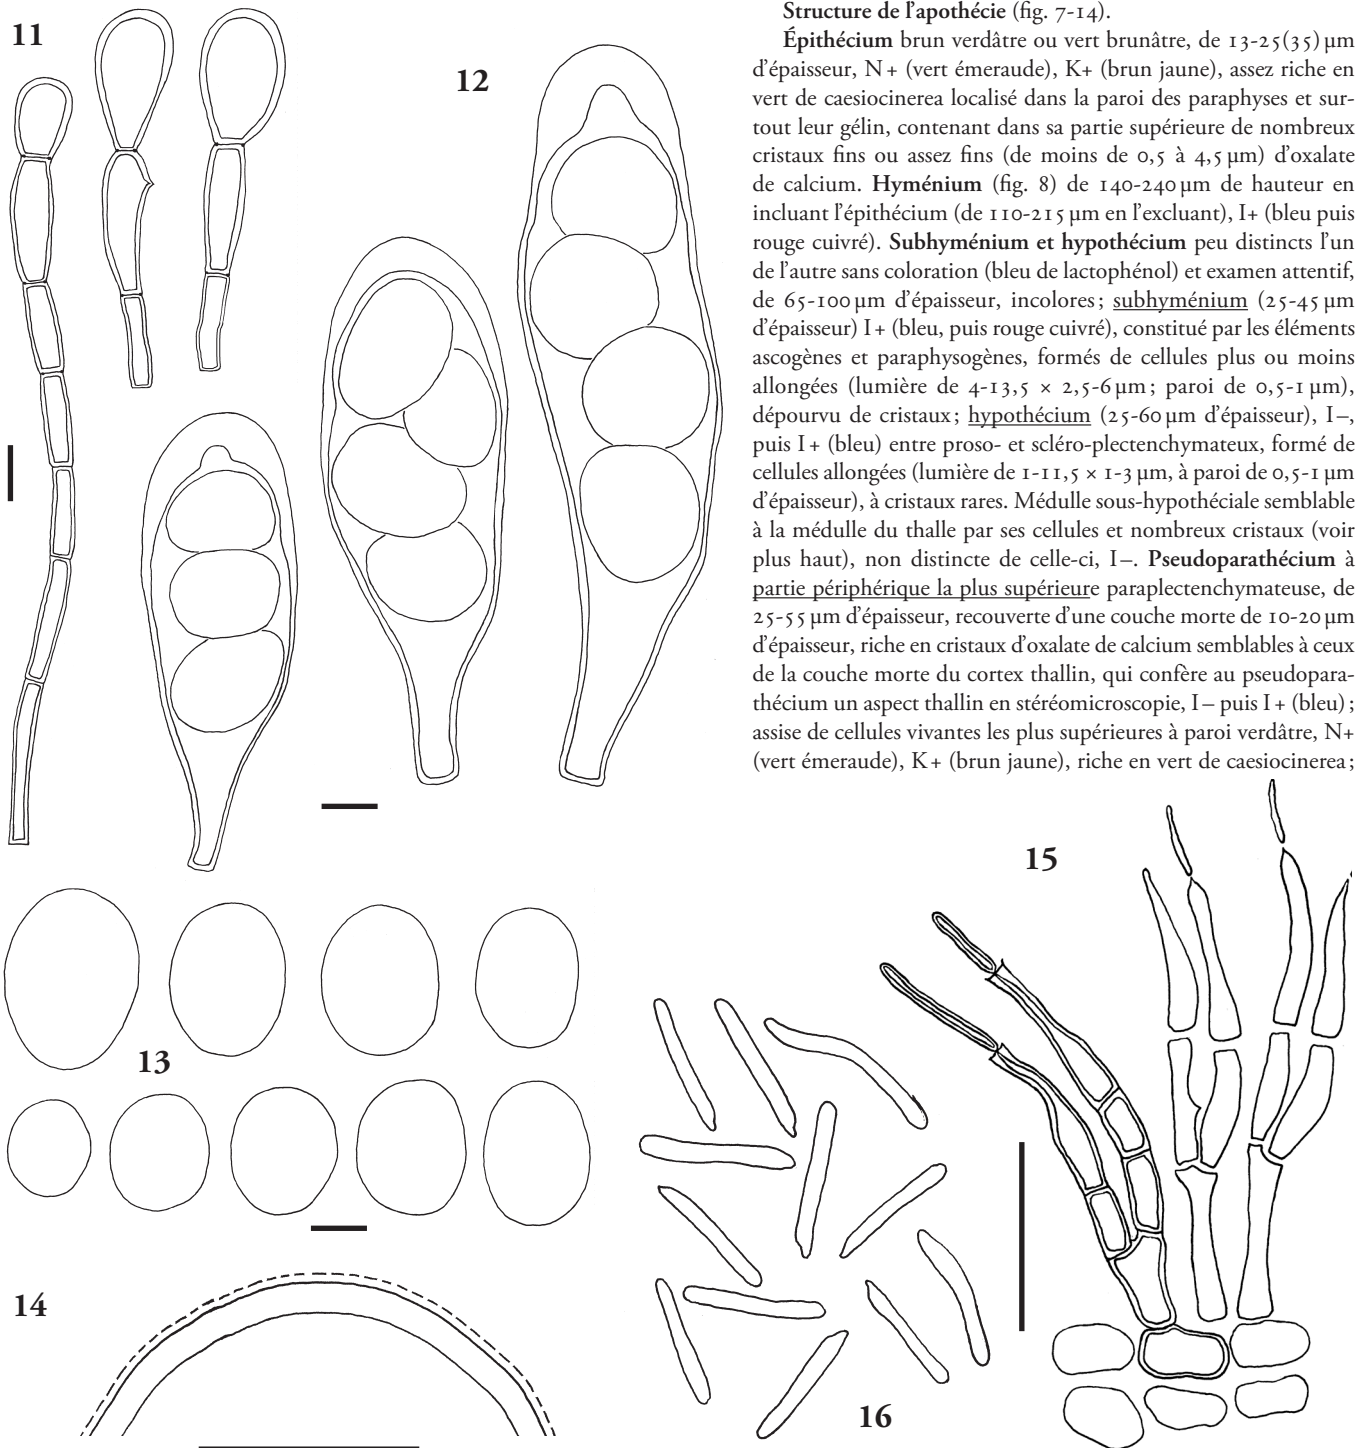 11
12
Structure de l'apothécie (fig. 7-14).
Épithécium brun verdâtre ou vert brunâtre, de 13-25(35) µm
d'épaisseur, N+ (vert émeraude), K+ (brun jaune), assez riche en
vert de caesiocinerea localisé dans la paroi des paraphyses et sur-
tout leur gélin, contenant dans sa partie supérieure de nombreux
cristaux fins ou assez fins (de moins de 0,5 à 4,5 µm) d'oxalate
de calcium. Hyménium (fig. 8) de 140-240 µm de hauteur en
incluant l'épithécium (de 110-215 µm en l'excluant), I+ (bleu puis
rouge cuivré). Subhyménium et hypothécium peu distincts l'un
de l'autre sans coloration (bleu de lactophénol) et examen attentif,
de 65-100 µm d'épaisseur, incolores ; subhyménium (25-45 µm
d'épaisseur) I+ (bleu, puis rouge cuivré), constitué par les éléments
ascogènes et paraphysogènes, formés de cellules plus ou moins
allongées (lumière de 4-13,5 × 2,5-6 µm ; paroi de 0,5-1 µm),
dépourvu de cristaux ; hypothécium (25-60 µm d'épaisseur), I–,
puis I+ (bleu) entre proso- et scléro-plectenchymateux, formé de
cellules allongées (lumière de 1-11,5 × 1-3 µm, à paroi de 0,5-1 µm
d'épaisseur), à cristaux rares. Médulle sous-hypothéciale semblable
à la médulle du thalle par ses cellules et nombreux cristaux (voir
plus haut), non distincte de celle-ci, I–. Pseudoparathécium à
partie périphérique la plus supérieure paraplectenchymateuse, de
25-55 µm d'épaisseur, recouverte d'une couche morte de 10-20 µm
d'épaisseur, riche en cristaux d'oxalate de calcium semblables à ceux
de la couche morte du cortex thallin, qui confère au pseudopara-
thécium un aspect thallin en stéréomicroscopie, I– puis I+ (bleu) ;
assise de cellules vivantes les plus supérieures à paroi verdâtre, N+
(vert émeraude), K+ (brun jaune), riche en vert de caesiocinerea ;
15
13
14
16